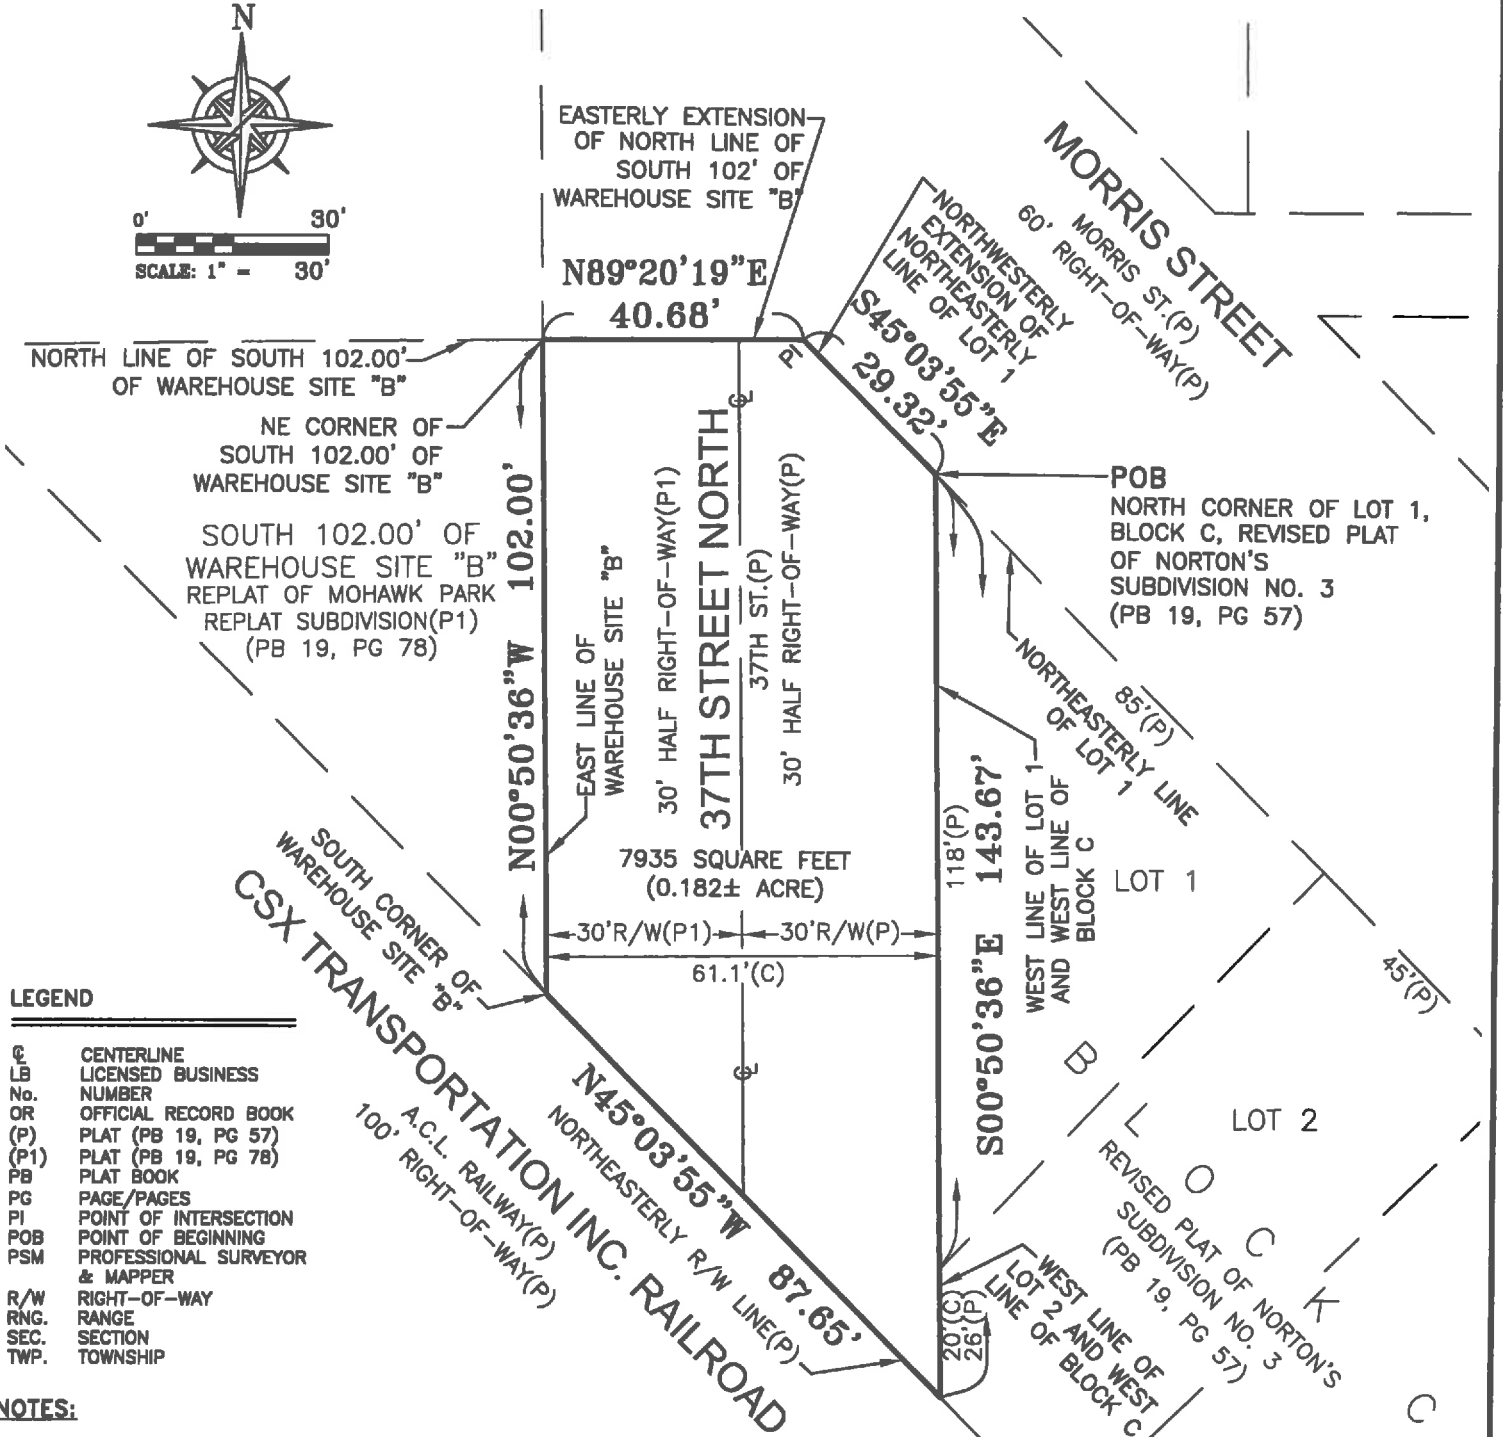 N
0' 30'
SCALE: 1" = 30'
EASTERLY EXTENSION
OF NORTH LINE OF
SOUTH 102' OF
WAREHOUSE SITE "B"
N89°20'19"E
40.68'
NORTHWESTERLY
EXTENSION OF
NORTHEASTERLY
LINE OF LOT 1
S45°03'55"E
29.32'
PI
MORRIS STREET
MORRIS ST.(P)
60' RIGHT-OF-WAY(P)
NORTH LINE OF SOUTH 102.00'
OF WAREHOUSE SITE "B"
NE CORNER OF
SOUTH 102.00' OF
WAREHOUSE SITE "B"
SOUTH 102.00' OF
WAREHOUSE SITE "B"
REPLAT OF MOHAWK PARK
REPLAT SUBDIVISION(P1)
(PB 19, PG 78)
N00°50'36"W 102.00'
EAST LINE OF
WAREHOUSE SITE "B"
30' HALF RIGHT-OF-WAY(P1)
37TH STREET NORTH
37TH ST.(P)
30' HALF RIGHT-OF-WAY(P)
℄
POB
NORTH CORNER OF LOT 1,
BLOCK C, REVISED PLAT
OF NORTON'S
SUBDIVISION NO. 3
(PB 19, PG 57)
NORTHEASTERLY LINE
OF LOT 1
85'(P)
7935 SQUARE FEET
(0.182± ACRE)
30'R/W(P1)
30'R/W(P)
61.1'(C)
℄
118'(P)
S00°50'36"E 143.67'
WEST LINE OF LOT 1
AND WEST LINE OF
BLOCK C
LOT 1
45'(P)
LOT 2
BLOCK C
REVISED PLAT OF NORTON'S
SUBDIVISION NO. 3
(PB 19, PG 57)
SOUTH CORNER OF
WAREHOUSE SITE "B"
CSX TRANSPORTATION INC. RAILROAD
A.C.L. RAILWAY(P)
100' RIGHT-OF-WAY(P)
N45°03'55"W 87.65'
NORTHEASTERLY R/W LINE(P)
20'(C)
26'(P)
WEST LINE OF
LOT 2 AND WEST
LINE OF BLOCK C
LEGEND
℄ CENTERLINE
LB LICENSED BUSINESS
No. NUMBER
OR OFFICIAL RECORD BOOK
(P) PLAT (PB 19, PG 57)
(P1) PLAT (PB 19, PG 78)
PB PLAT BOOK
PG PAGE/PAGES
PI POINT OF INTERSECTION
POB POINT OF BEGINNING
PSM PROFESSIONAL SURVEYOR
& MAPPER
R/W RIGHT-OF-WAY
RNG. RANGE
SEC. SECTION
TWP. TOWNSHIP
NOTES: